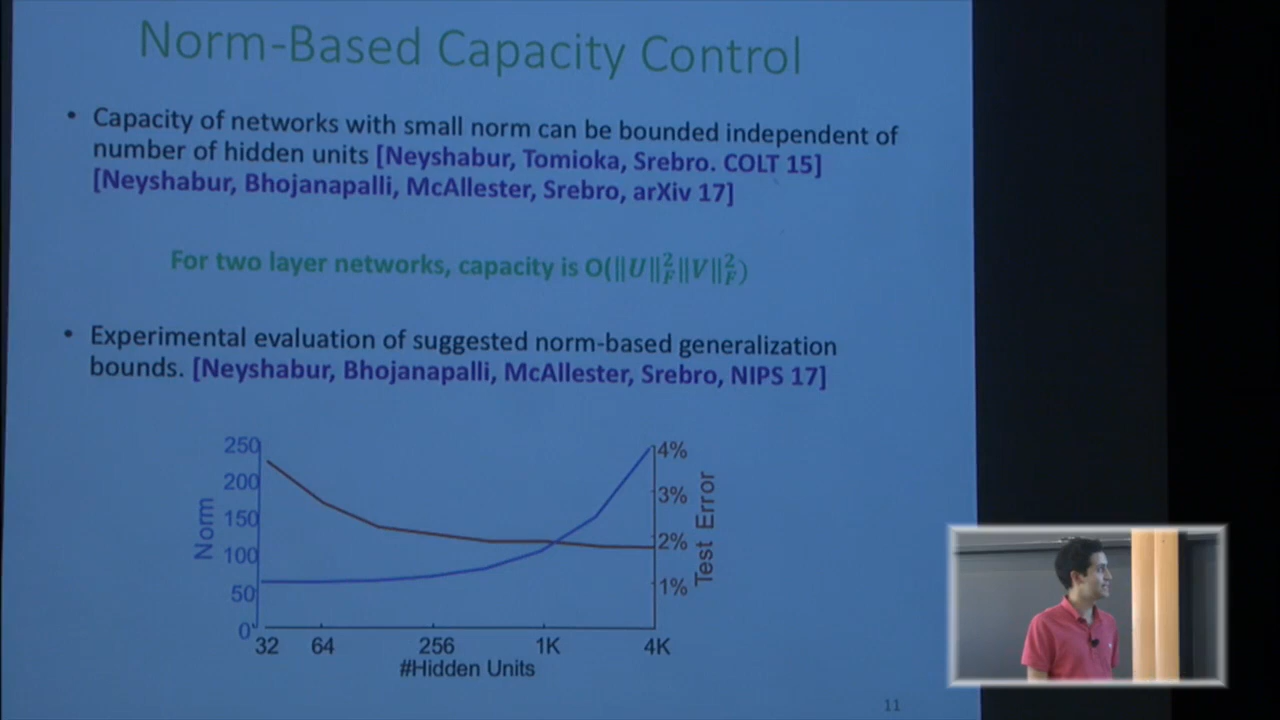 Norm-Based Capacity Control
• Capacity of networks with small norm can be bounded independent of
number of hidden units [Neyshabur, Tomioka, Srebro. COLT 15]
[Neyshabur, Bhojanapalli, McAllester, Srebro, arXiv 17]
For two layer networks, capacity is O(‖U‖²_F‖V‖²_F)
• Experimental evaluation of suggested norm-based generalization
bounds. [Neyshabur, Bhojanapalli, McAllester, Srebro, NIPS 17]
250
200
150
100
50
0
Norm
4%
3%
2%
1%
Test Error
32 64 256 1K 4K
#Hidden Units
11